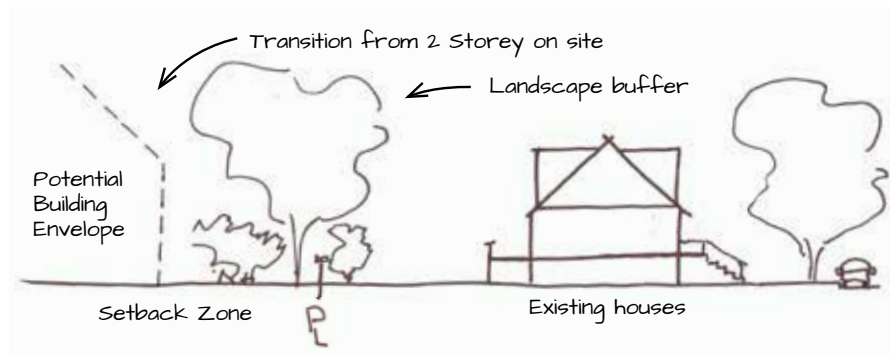 Transition from 2 Storey on site
Landscape buffer
Potential
Building
Envelope
Setback Zone
PL
Existing houses